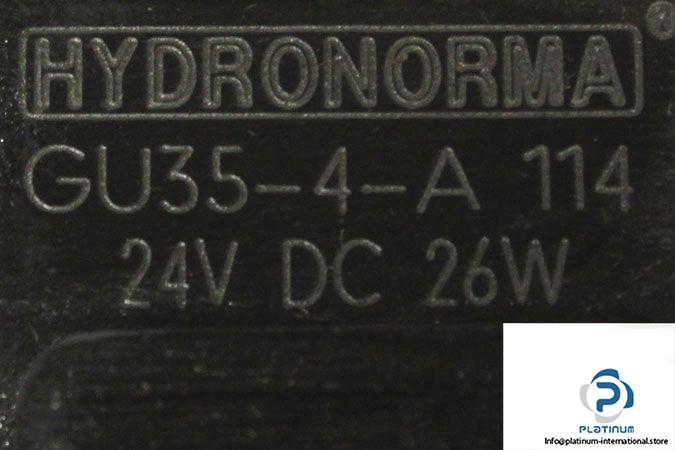 HYDRONORMA
GU35-4-A 114
24V DC 26W
PLATINUM
Info@platinum-international.store